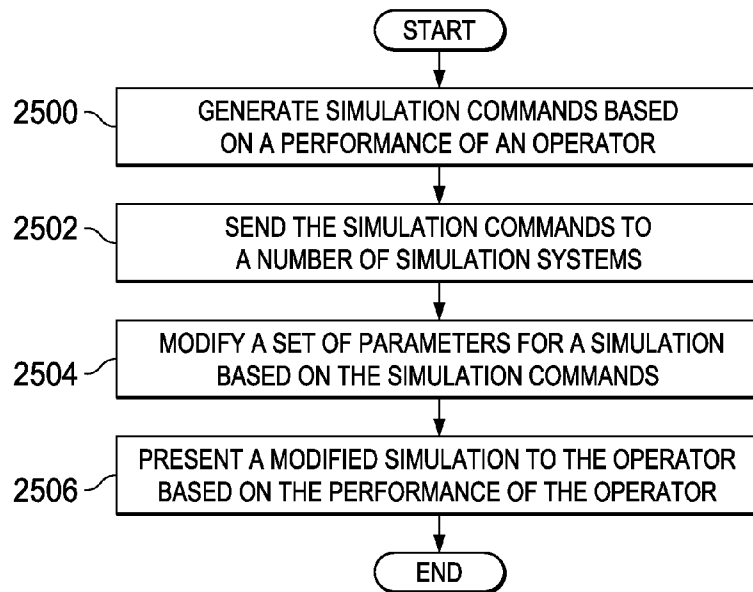 START
2500
GENERATE SIMULATION COMMANDS BASED
ON A PERFORMANCE OF AN OPERATOR
2502
SEND THE SIMULATION COMMANDS TO
A NUMBER OF SIMULATION SYSTEMS
2504
MODIFY A SET OF PARAMETERS FOR A SIMULATION
BASED ON THE SIMULATION COMMANDS
2506
PRESENT A MODIFIED SIMULATION TO THE OPERATOR
BASED ON THE PERFORMANCE OF THE OPERATOR
END